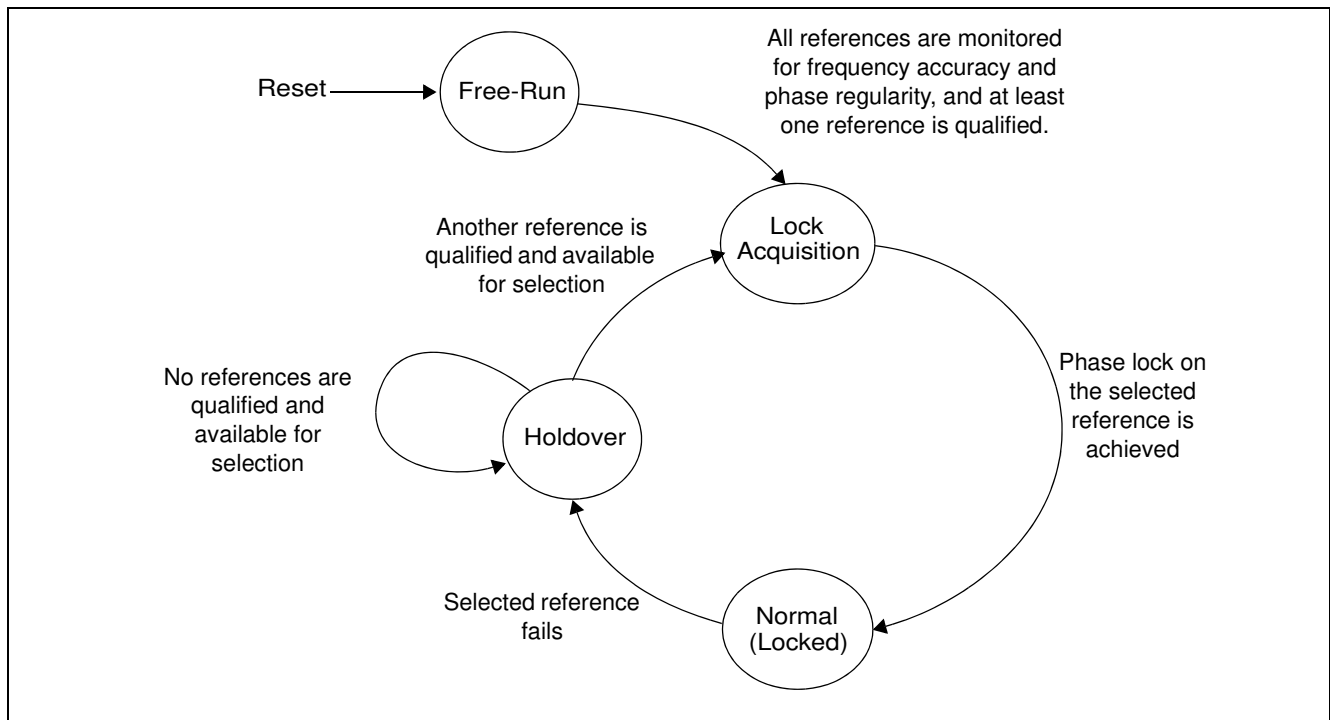 All references are monitored
for frequency accuracy and
phase regularity, and at least
one reference is qualified.
Reset
Free-Run
Lock
Acquisition
Another reference is
qualified and available
for selection
Phase lock on
the selected
reference is
achieved
No references are
qualified and
available for
selection
Holdover
Selected reference
fails
Normal
(Locked)